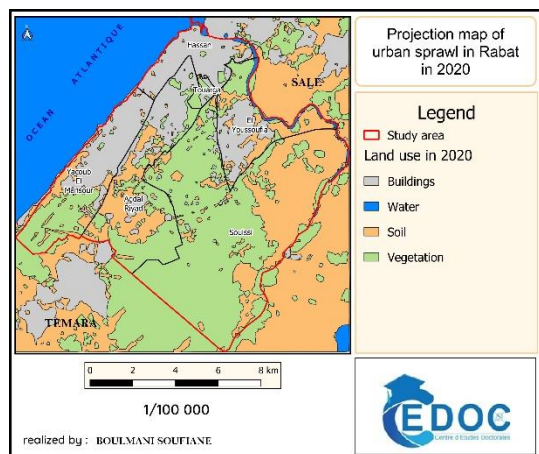 Projection map of
urban sprawl in Rabat
in 2020
OCEAN ATLANTIQUE
Hassan
SALE
Touarga
El
Youssoufia
Yacoub
El
Mansour
Agdal
Riyad
Souissi
TEMARA
Legend
Study area
Land use in 2020
Buildings
Water
Soil
Vegetation
0 2 4 6 8 km
1/100 000
realized by : BOULMANI SOUFIANE
CEDOC
Centre d'Etudes Doctorales